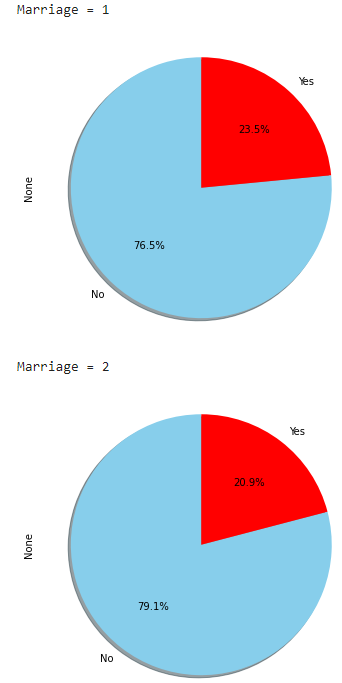 Marriage = 1
Yes
23.5%
None
76.5%
No
Marriage = 2
Yes
20.9%
None
79.1%
No